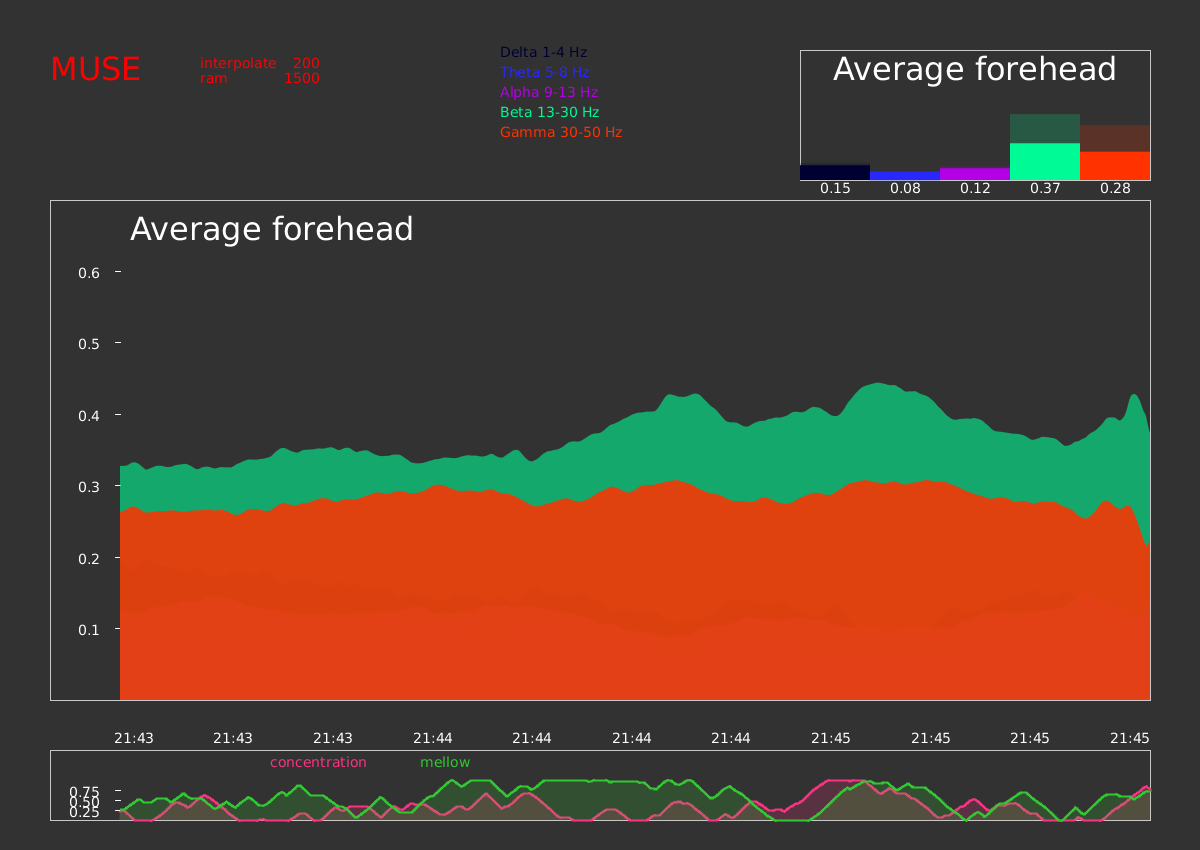 MUSE
interpolate 200
ram 1500
Delta 1-4 Hz
Theta 5-8 Hz
Alpha 9-13 Hz
Beta 13-30 Hz
Gamma 30-50 Hz
Average forehead
0.15 0.08 0.12 0.37 0.28
Average forehead
0.6
0.5
0.4
0.3
0.2
0.1
21:43 21:43 21:43 21:44 21:44 21:44 21:44 21:45 21:45 21:45 21:45
concentration mellow
0.75
0.50
0.25